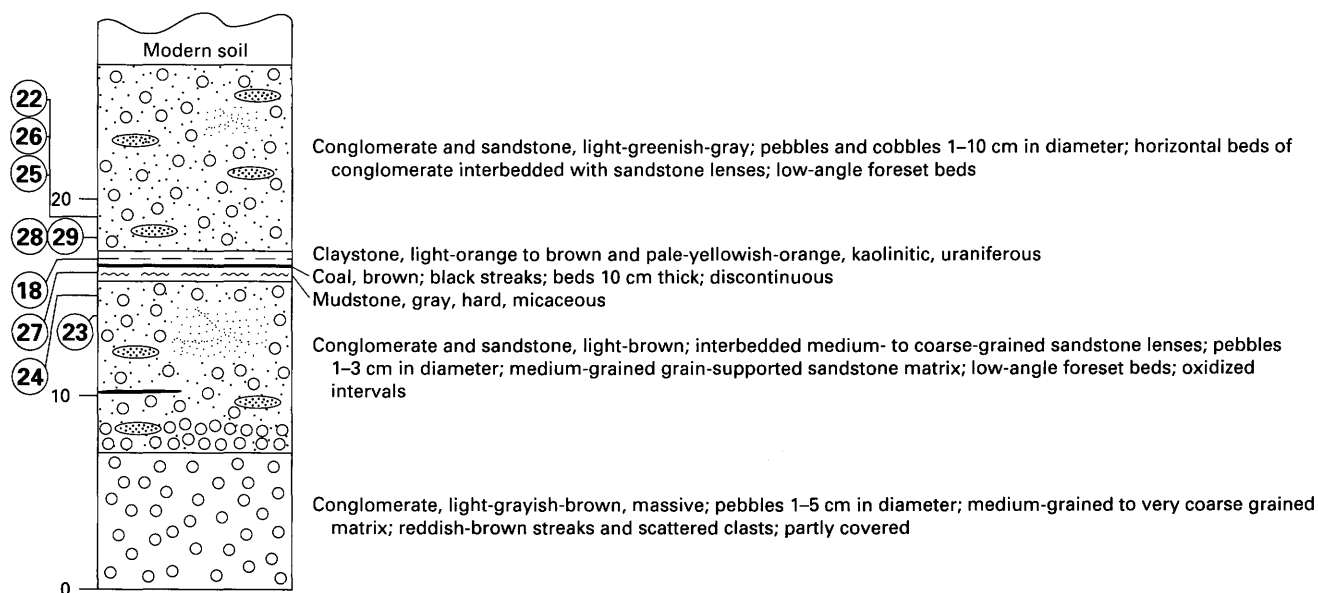 Modern soil
22
26
25
20
28 29
18
27 23
24
10
0
Conglomerate and sandstone, light-greenish-gray; pebbles and cobbles 1–10 cm in diameter; horizontal beds of
conglomerate interbedded with sandstone lenses; low-angle foreset beds
Claystone, light-orange to brown and pale-yellowish-orange, kaolinitic, uraniferous
Coal, brown; black streaks; beds 10 cm thick; discontinuous
Mudstone, gray, hard, micaceous
Conglomerate and sandstone, light-brown; interbedded medium- to coarse-grained sandstone lenses; pebbles
1–3 cm in diameter; medium-grained grain-supported sandstone matrix; low-angle foreset beds; oxidized
intervals
Conglomerate, light-grayish-brown, massive; pebbles 1–5 cm in diameter; medium-grained to very coarse grained
matrix; reddish-brown streaks and scattered clasts; partly covered